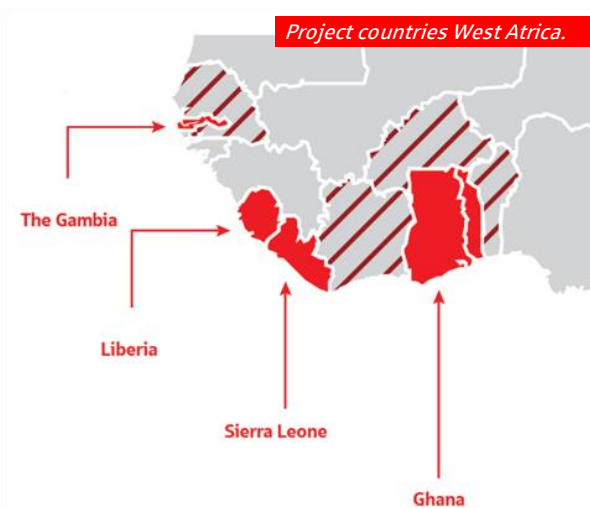 Project countries West Atrica.
The Gambia
Liberia
Sierra Leone
Ghana